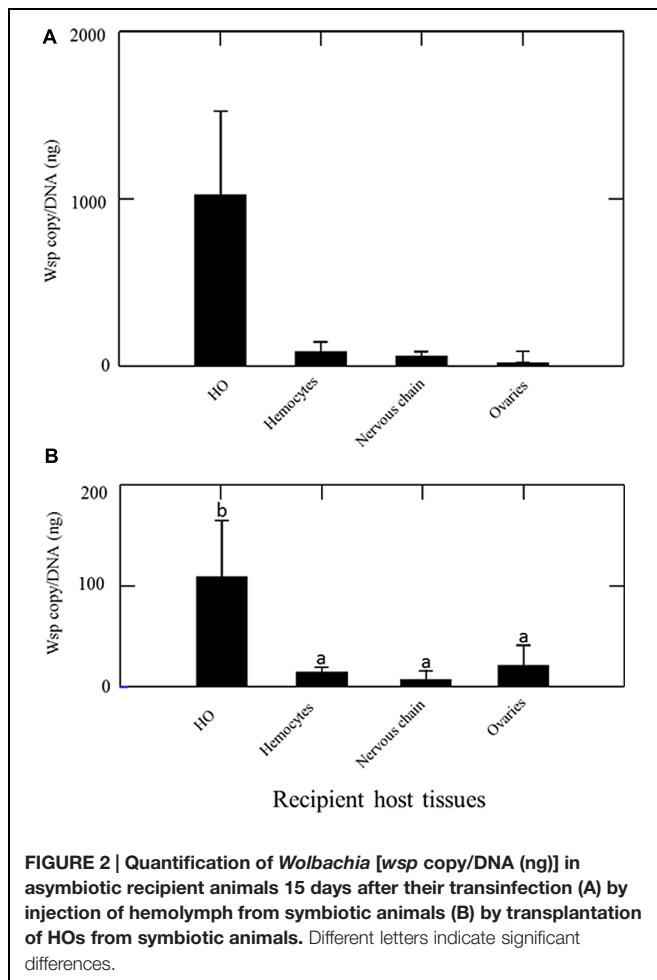 A
2000
1000
0
Wsp copy/DNA (ng)
HO
Hemocytes
Nervous chain
Ovaries
B
200
100
0
Wsp copy/DNA (ng)
b
a
a
a
HO
Hemocytes
Nervous chain
Ovaries
Recipient host tissues
FIGURE 2 | Quantification of Wolbachia [wsp copy/DNA (ng)] in
asymbiotic recipient animals 15 days after their transinfection (A) by
injection of hemolymph from symbiotic animals (B) by transplantation
of HOs from symbiotic animals. Different letters indicate significant
differences.